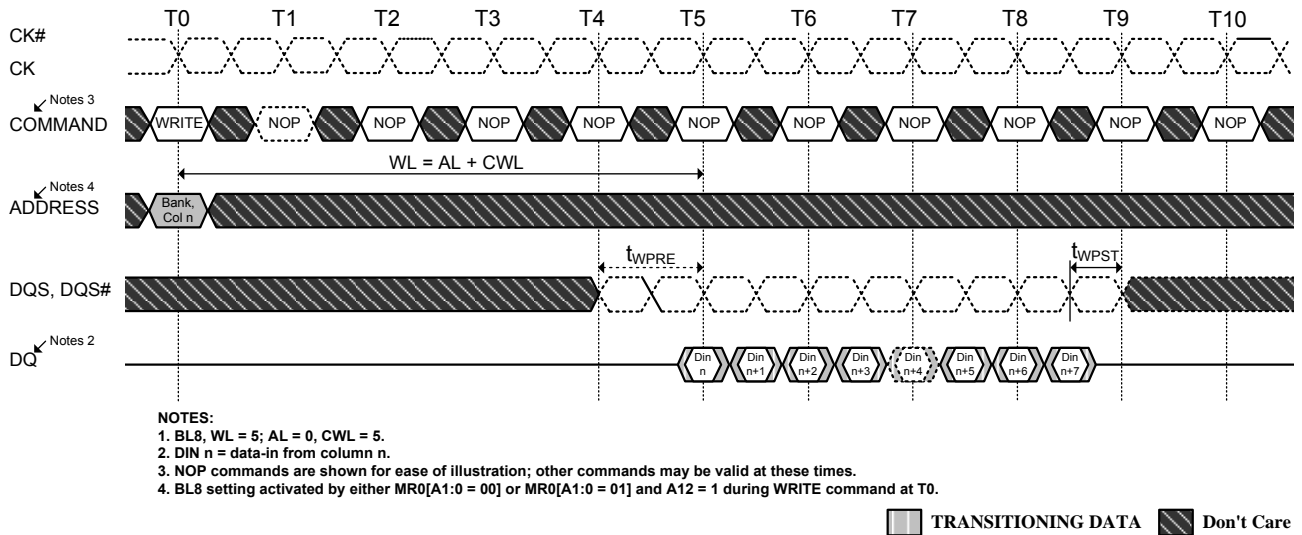 T0 T1 T2 T3 T4 T5 T6 T7 T8 T9 T10
CK#
CK
Notes 3
COMMAND
WRITE NOP NOP NOP NOP NOP NOP NOP NOP NOP NOP
WL = AL + CWL
Notes 4
ADDRESS
Bank,
Col n
tWPRE
tWPST
DQS, DQS#
Notes 2
DQ
Din Din Din Din Din Din Din Din
n n+1 n+2 n+3 n+4 n+5 n+6 n+7
NOTES:
1. BL8, WL = 5; AL = 0, CWL = 5.
2. DIN n = data-in from column n.
3. NOP commands are shown for ease of illustration; other commands may be valid at these times.
4. BL8 setting activated by either MR0[A1:0 = 00] or MR0[A1:0 = 01] and A12 = 1 during WRITE command at T0.
TRANSITIONING DATA Don't Care